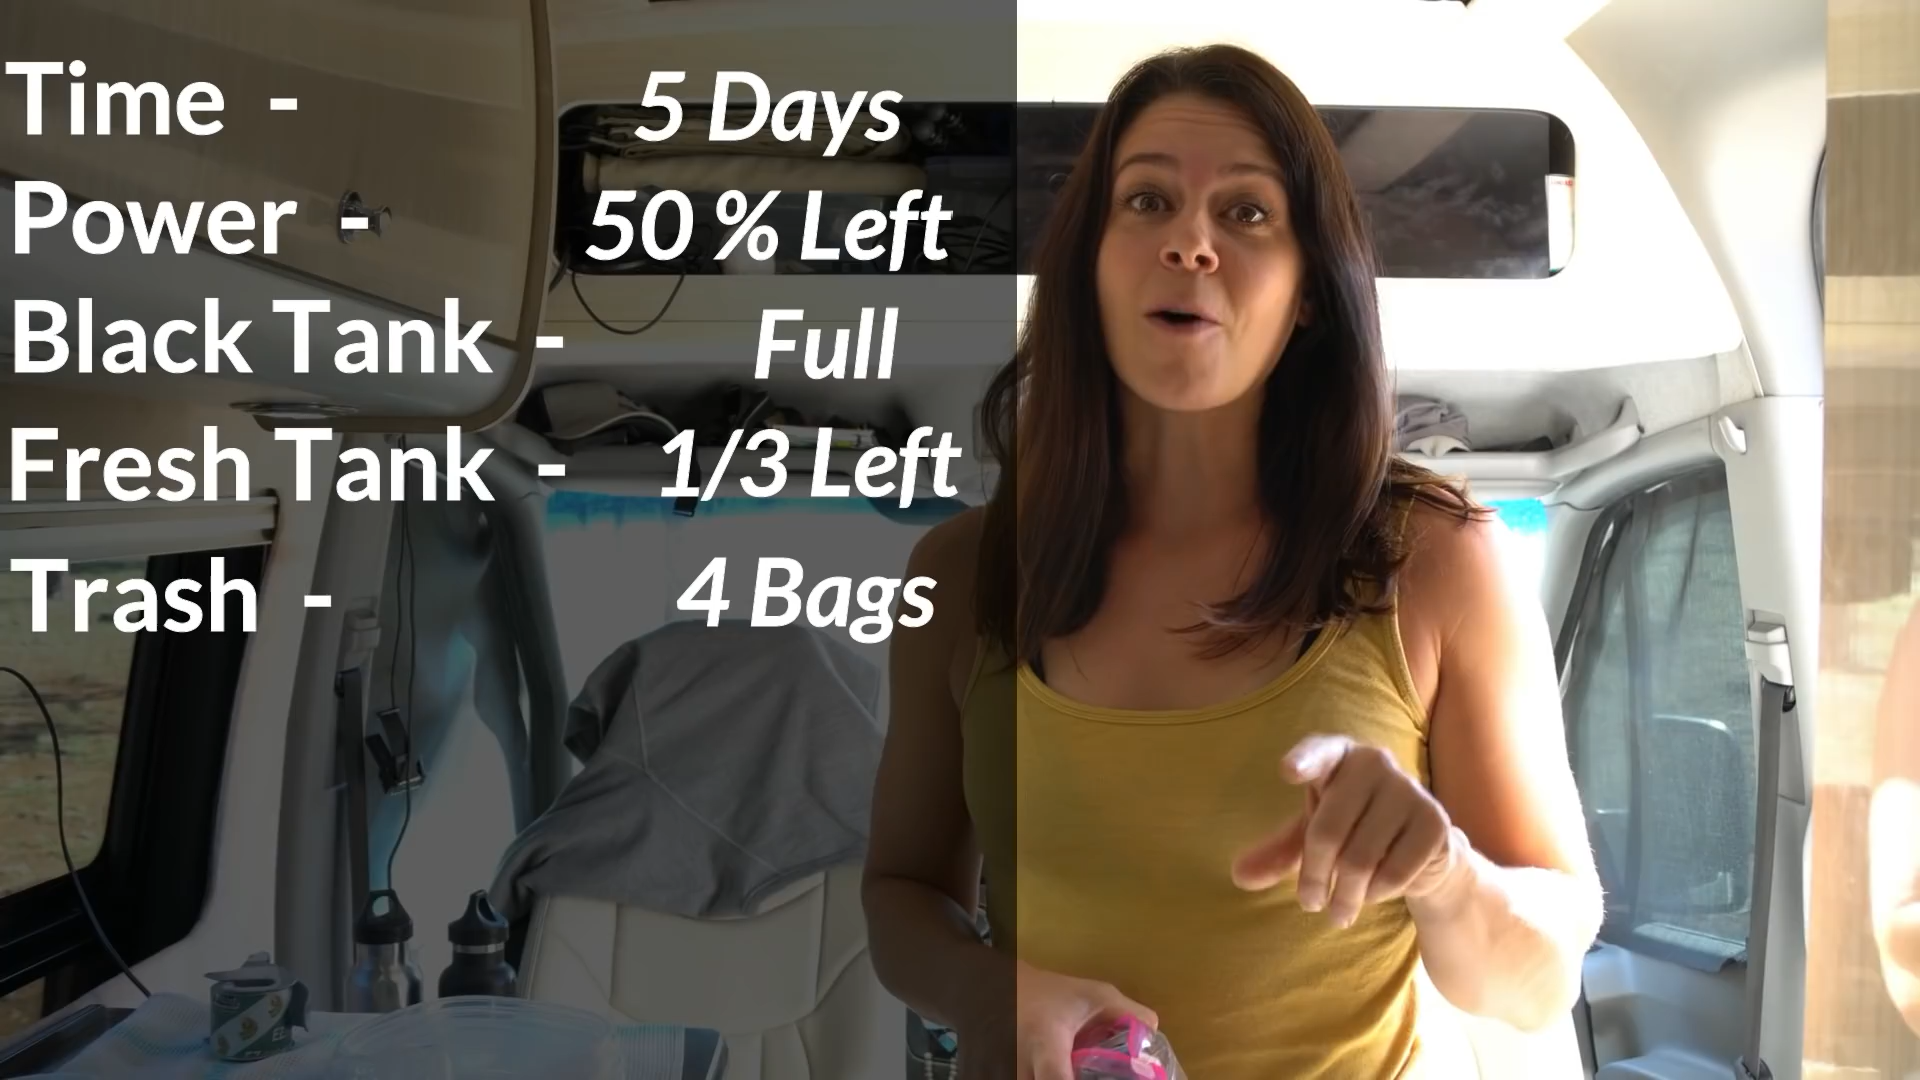 Time - 5 Days
Power - 50 % Left
Black Tank - Full
Fresh Tank - 1/3 Left
Trash - 4 Bags